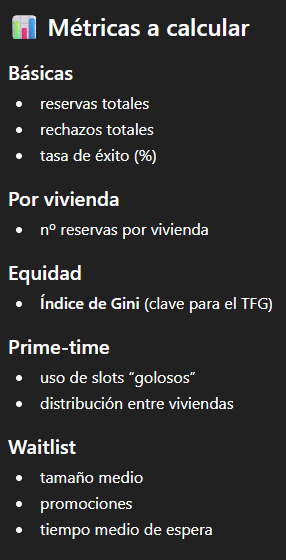 Métricas a calcular
Básicas
reservas totales
rechazos totales
tasa de éxito (%)
Por vivienda
nº reservas por vivienda
Equidad
Índice de Gini (clave para el TFG)
Prime-time
uso de slots “golosos”
distribución entre viviendas
Waitlist
tamaño medio
promociones
tiempo medio de espera